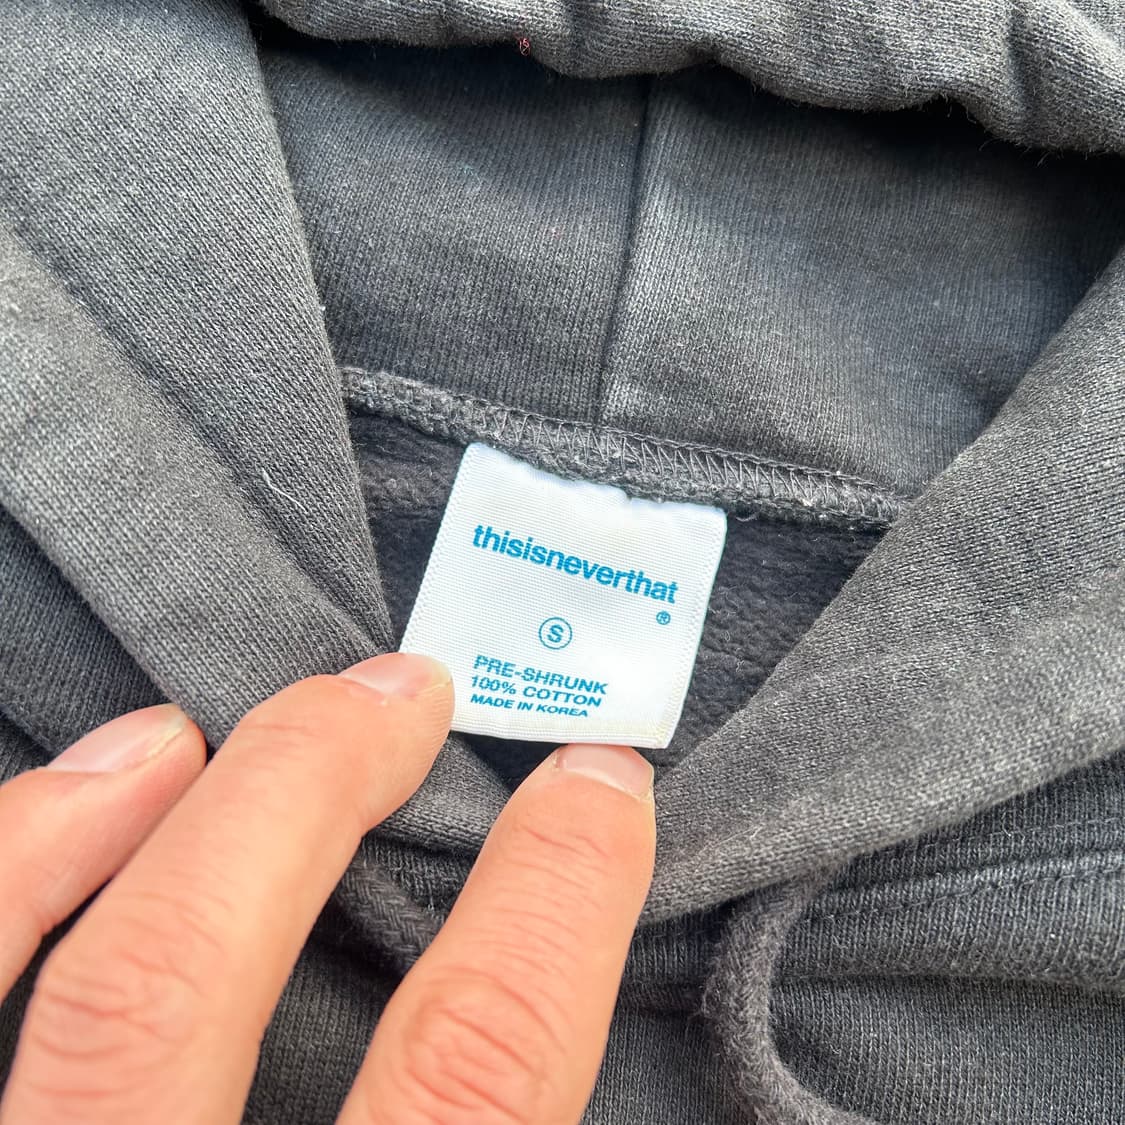 thisisneverthat
®
S
PRE-SHRUNK
100% COTTON
MADE IN KOREA